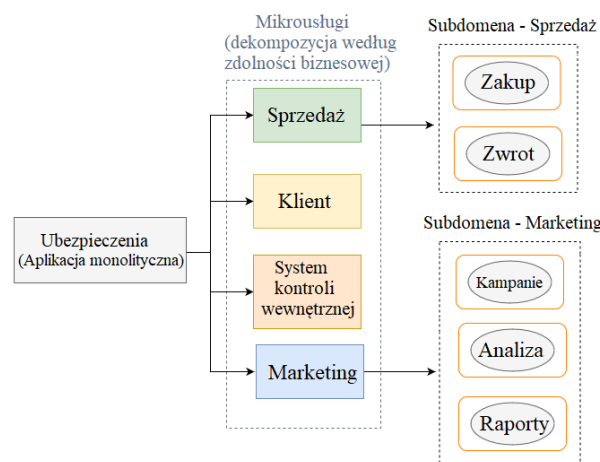 Mikrousługi
(dekompozycja według
zdolności biznesowej)
Subdomena - Sprzedaż
Sprzedaż
Zakup
Zwrot
Klient
Ubezpieczenia
(Aplikacja monolityczna)
System
kontroli
wewnętrznej
Marketing
Subdomena - Marketing
Kampanie
Analiza
Raporty